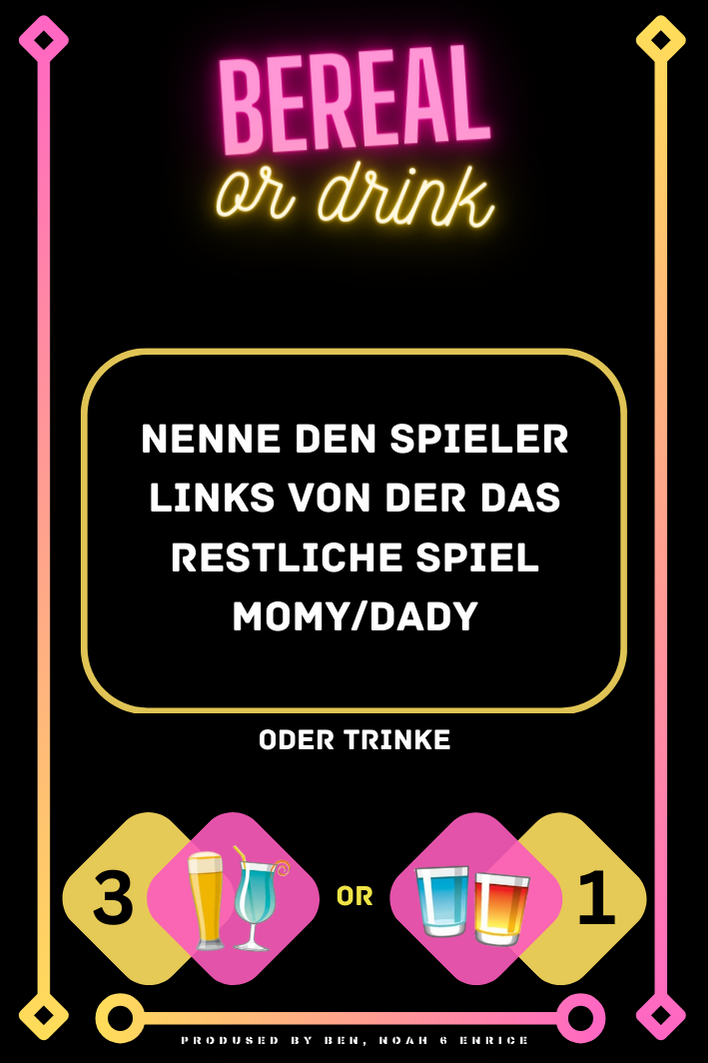 BEREAL
or drink
NENNE DEN SPIELER
LINKS VON DER DAS
RESTLICHE SPIEL
MOMY/DADY
ODER TRINKE
3 OR 1
PRODUSED BY BEN, NOAH & ENRICE